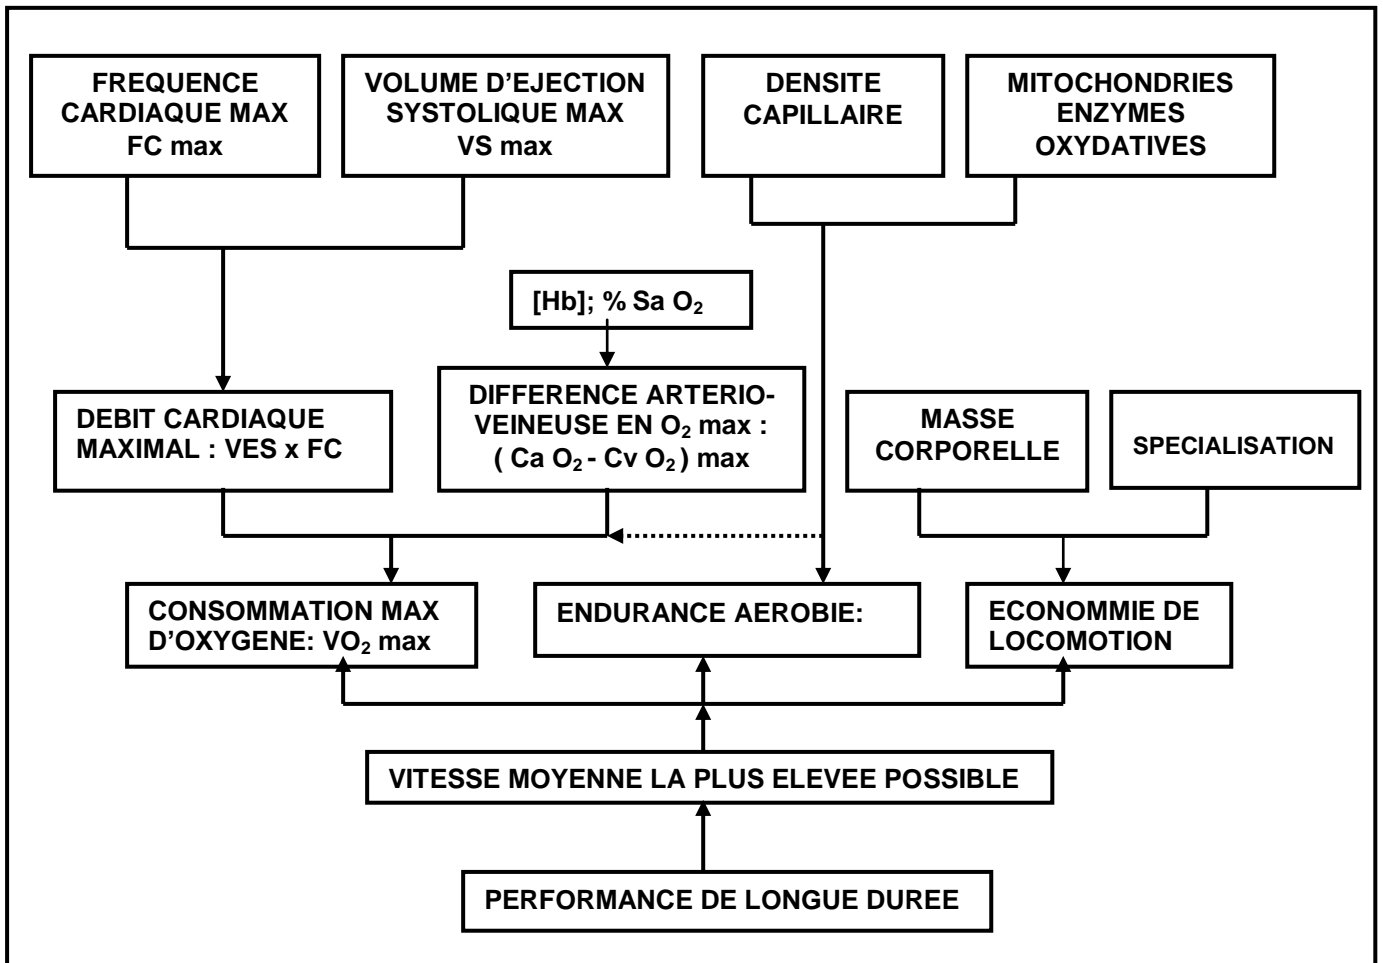 FRÉQUENCE
CARDIAQUE MAX
FC max
VOLUME D'EJECTION
SYSTOLIQUE MAX
VS max
DENSITE
CAPILLAIRE
MITOCHONDRIES
ENZYMES
OXYDATIVES
[Hb]; % Sa O₂
DEBIT CARDIAQUE
MAXIMAL : VES x FC
DIFFERENCE ARTERIO-
VEINEUSE EN O₂ max :
( Ca O₂ - Cv O₂ ) max
MASSE
CORPORELLE
SPECIALISATION
CONSOMMATION MAX
D'OXYGENE: VO₂ max
ENDURANCE AEROBIE:
ECONOMMIE DE
LOCOMOTION
VITESSE MOYENNE LA PLUS ELEVEE POSSIBLE
PERFORMANCE DE LONGUE DUREE